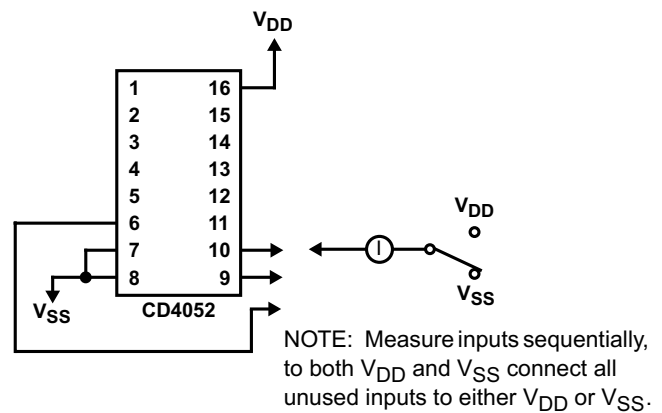 VDD
1 16
2 15
3 14
4 13
5 12
6 11
7 10
8 9
VSS
CD4052
I
VDD
VSS
NOTE: Measure inputs sequentially,
to both VDD and VSS connect all
unused inputs to either VDD or VSS.